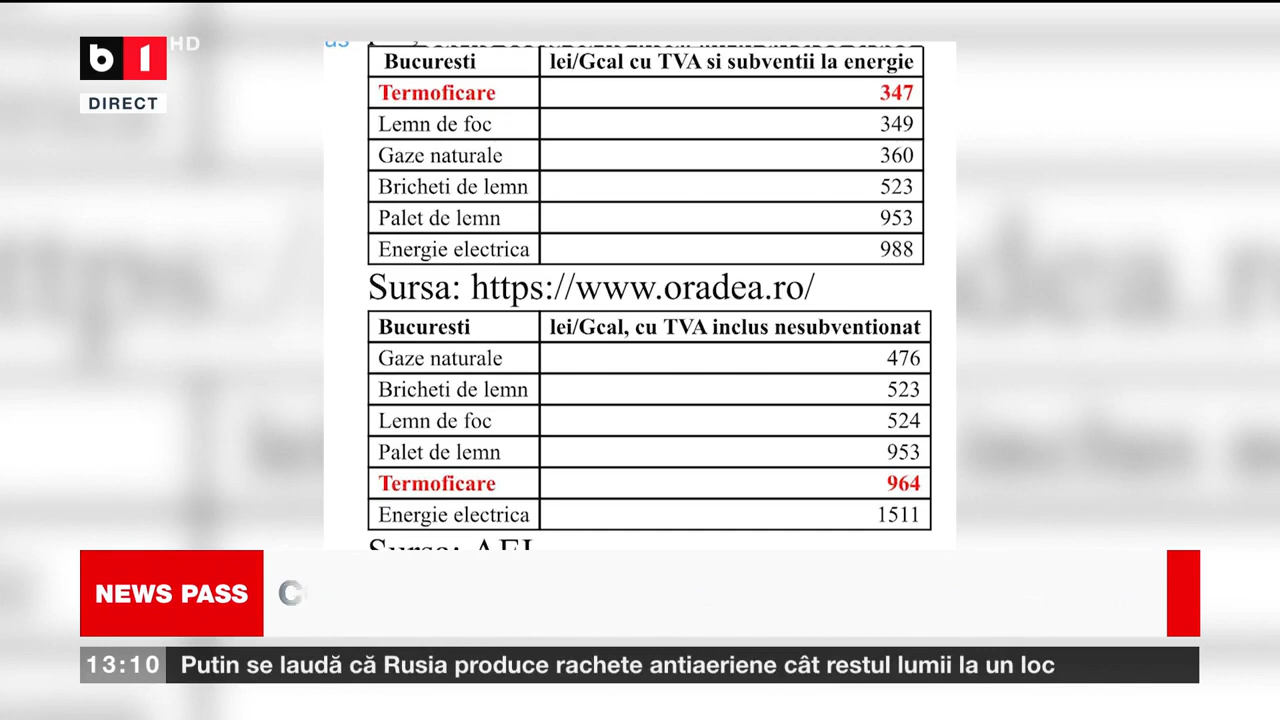 b1 HD
DIRECT
Bucuresti lei/Gcal cu TVA si subventii la energie
Termoficare 347
Lemn de foc 349
Gaze naturale 360
Bricheti de lemn 523
Palet de lemn 953
Energie electrica 988
Sursa: https://www.oradea.ro/
Bucuresti lei/Gcal, cu TVA inclus nesubventionat
Gaze naturale 476
Bricheti de lemn 523
Lemn de foc 524
Palet de lemn 953
Termoficare 964
Energie electrica 1511
NEWS PASS C
13:10 Putin se laudă că Rusia produce rachete antiaeriene cât restul lumii la un loc